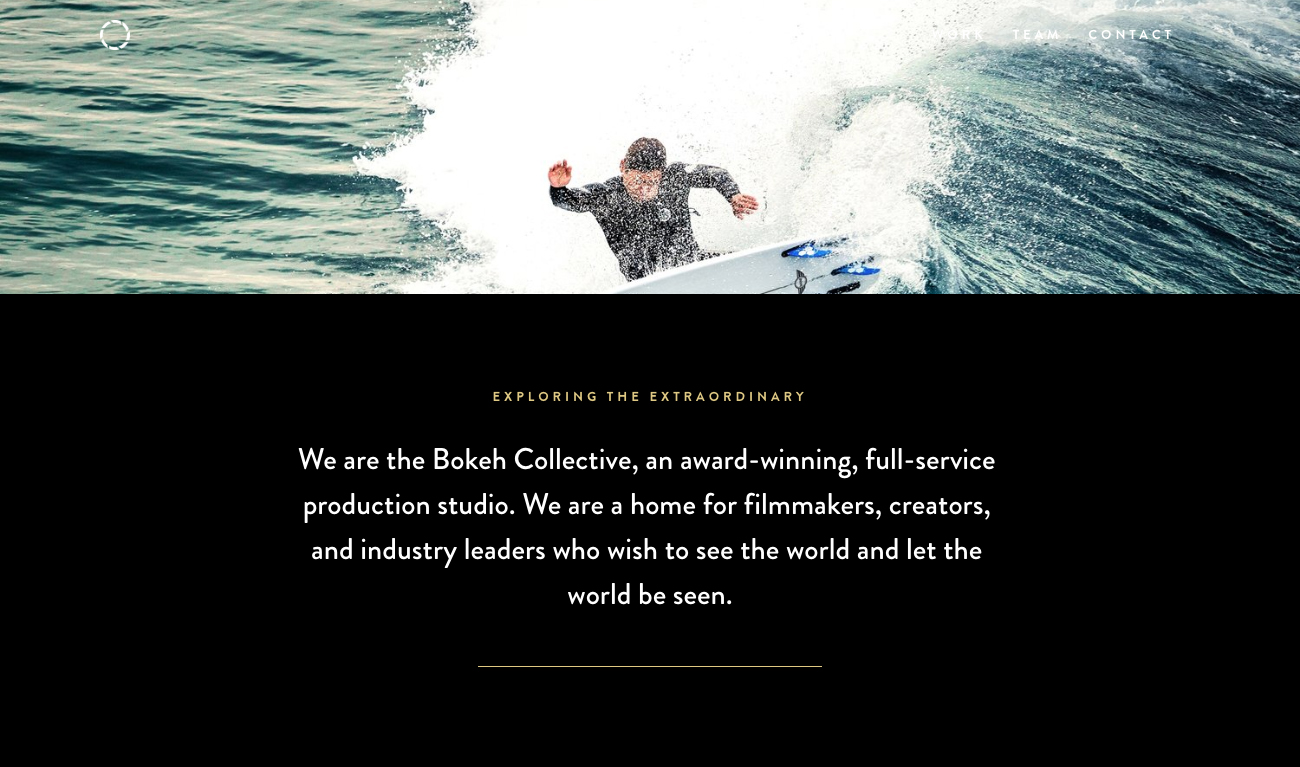 TEAM CONTACT
EXPLORING THE EXTRAORDINARY
We are the Bokeh Collective, an award-winning, full-service
production studio. We are a home for filmmakers, creators,
and industry leaders who wish to see the world and let the
world be seen.